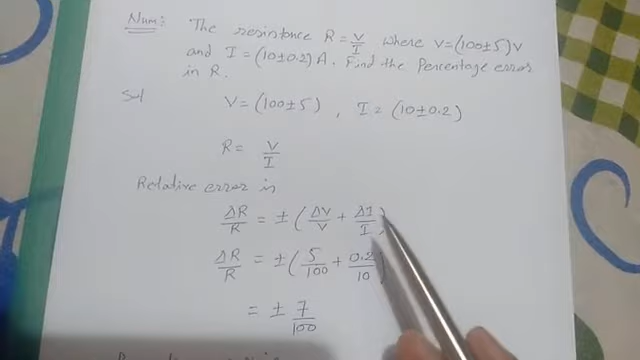 Num: The resistance R = V/I where V = (100±5)V
and I = (10±0.2)A. Find the Percentage error
in R.
Sol V = (100±5) , I = (10±0.2)
R = V/I
Relative error in
ΔR/R = ± (ΔV/V + ΔI/I)
ΔR/R = ± (5/100 + 0.2/10)
= ± 7/100